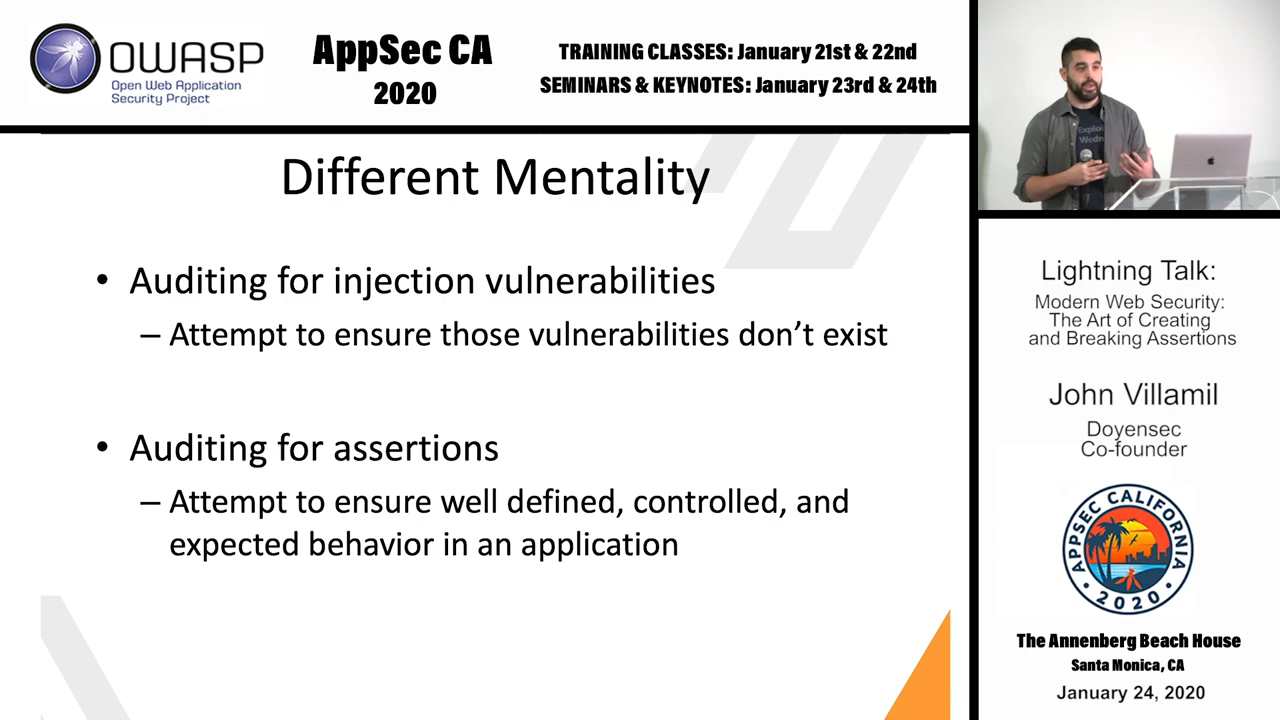 OWASP
Open Web Application
Security Project
AppSec CA
2020
TRAINING CLASSES: January 21st & 22nd
SEMINARS & KEYNOTES: January 23rd & 24th
Different Mentality
• Auditing for injection vulnerabilities
– Attempt to ensure those vulnerabilities don’t exist
• Auditing for assertions
– Attempt to ensure well defined, controlled, and
expected behavior in an application
Lightning Talk:
Modern Web Security:
The Art of Creating
and Breaking Assertions
John Villamil
Doyensec
Co-founder
APPSEC CALIFORNIA
• 2020 •
The Annenberg Beach House
Santa Monica, CA
January 24, 2020